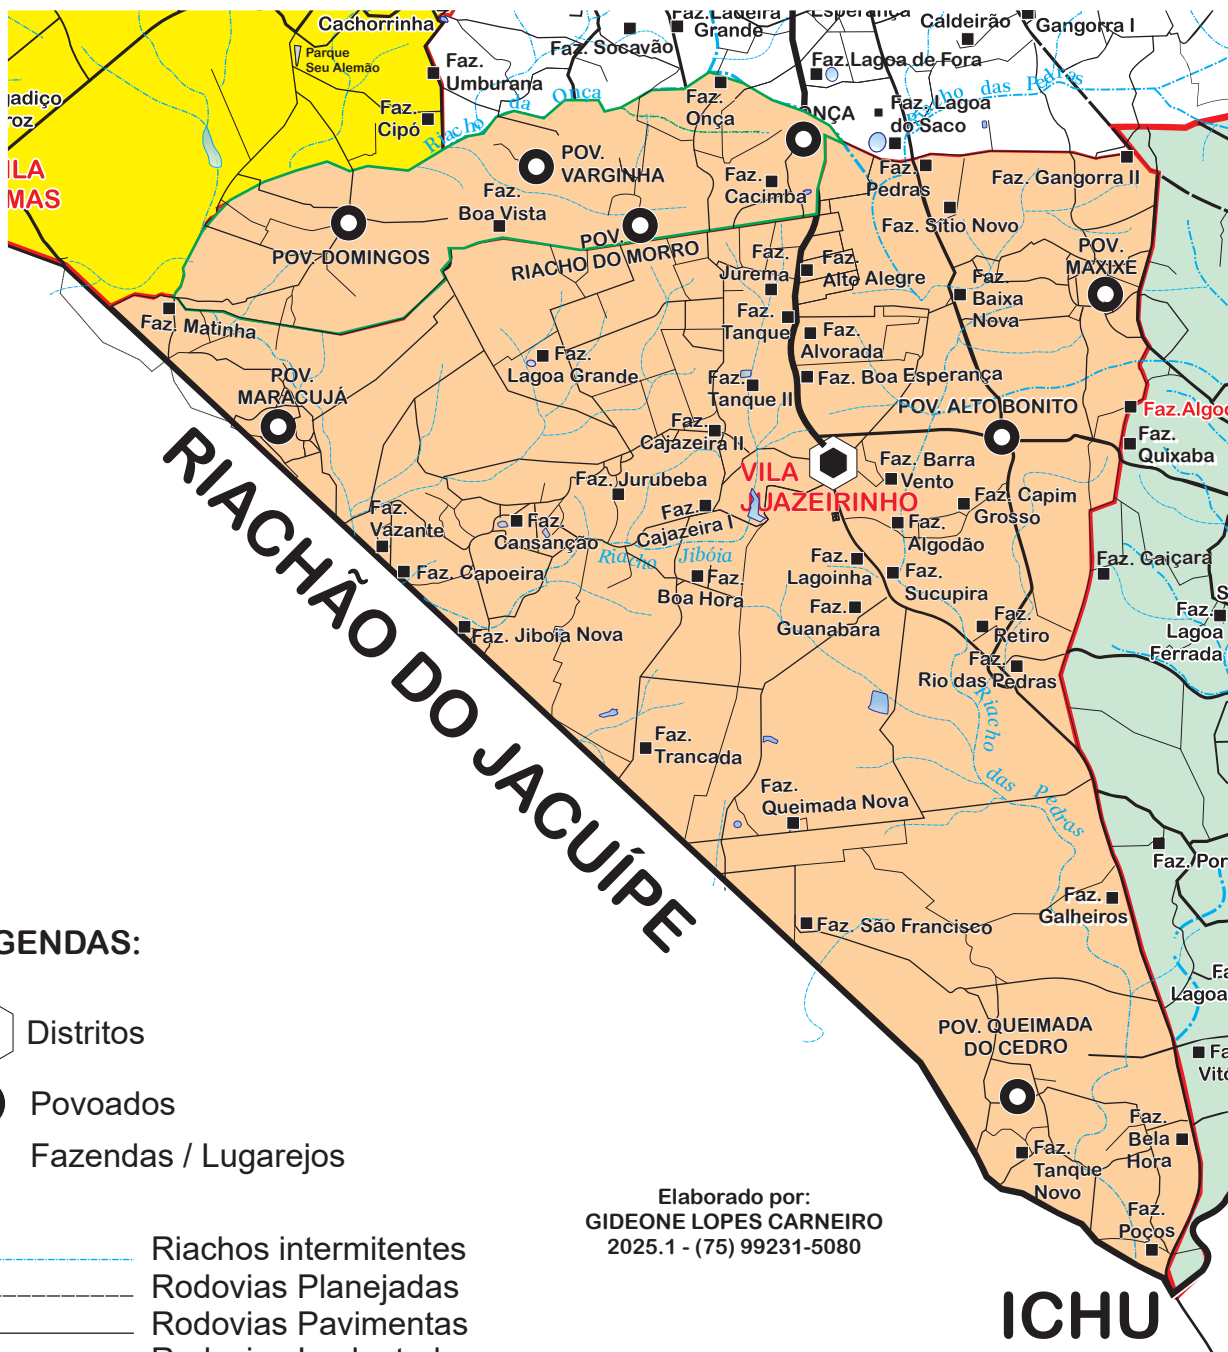 Cachorrinha
Parque
Seu Alemão
Faz.
Umburana
Faz. Socavão
Faz.Ladeira
Grande
Esperança
Caldeirão
Gangorra I
Faz.Lagoa de Fora
Faz.
Cipó
Riacho da Onca
Faz.
Onça
ONÇA
Faz. Lagoa
do Saco
Riacho das Pedras
gadiço
roz
ILA
MAS
POV.
VARGINHA
Faz.
Boa Vista
Faz.
Cacimba
Faz.
Pedras
Faz. Gangorra II
Faz. Sítio Novo
POV. DOMINGOS
POV.
RIACHO DO MORRO
Faz.
Jurema
Faz.
Alto Alegre
POV.
MAXIXE
Faz.
Baixa
Nova
Faz. Matinha
Faz.
Tanque
Faz.
Alvorada
Faz.
Lagoa Grande
Faz. Boa Esperança
POV.
MARACUJÁ
Faz.
Tanque II
POV. ALTO BONITO
Faz.Algo
Faz.
Quixaba
Faz.
Cajazeira II
VILA
JUAZEIRINHO
Faz. Barra
Vento
Faz. Jurubeba
Faz. Capim
Grosso
Faz.
Vazante
Faz.
Cansanção
Faz.
Cajazeira I
Faz.
Algodão
Riacho Jibóia
Faz. Capoeira
Faz.
Boa Hora
Faz.
Lagoinha
Faz.
Sucupira
Faz. Caiçara
Faz.
Guanabara
Faz.
Retiro
S
Faz.
Lagoa
Ferrada
Faz. Jiboia Nova
Faz.
Rio das Pedras
Riacho das Pedras
RIACHÃO DO JACUÍPE
Faz.
Trancada
Faz.
Queimada Nova
Faz. Por
Faz.
Galheiros
Faz. São Francisco
Fa
Lagoa
GENDAS:
Distritos
POV. QUEIMADA
DO CEDRO
Fa
Vitó
Povoados
Fazendas / Lugarejos
Faz.
Bela
Hora
Faz.
Tanque
Novo
Faz.
Poços
Elaborado por:
GIDEONE LOPES CARNEIRO
2025.1 - (75) 99231-5080
Riachos intermitentes
Rodovias Planejadas
Rodovias Pavimentas
ICHU